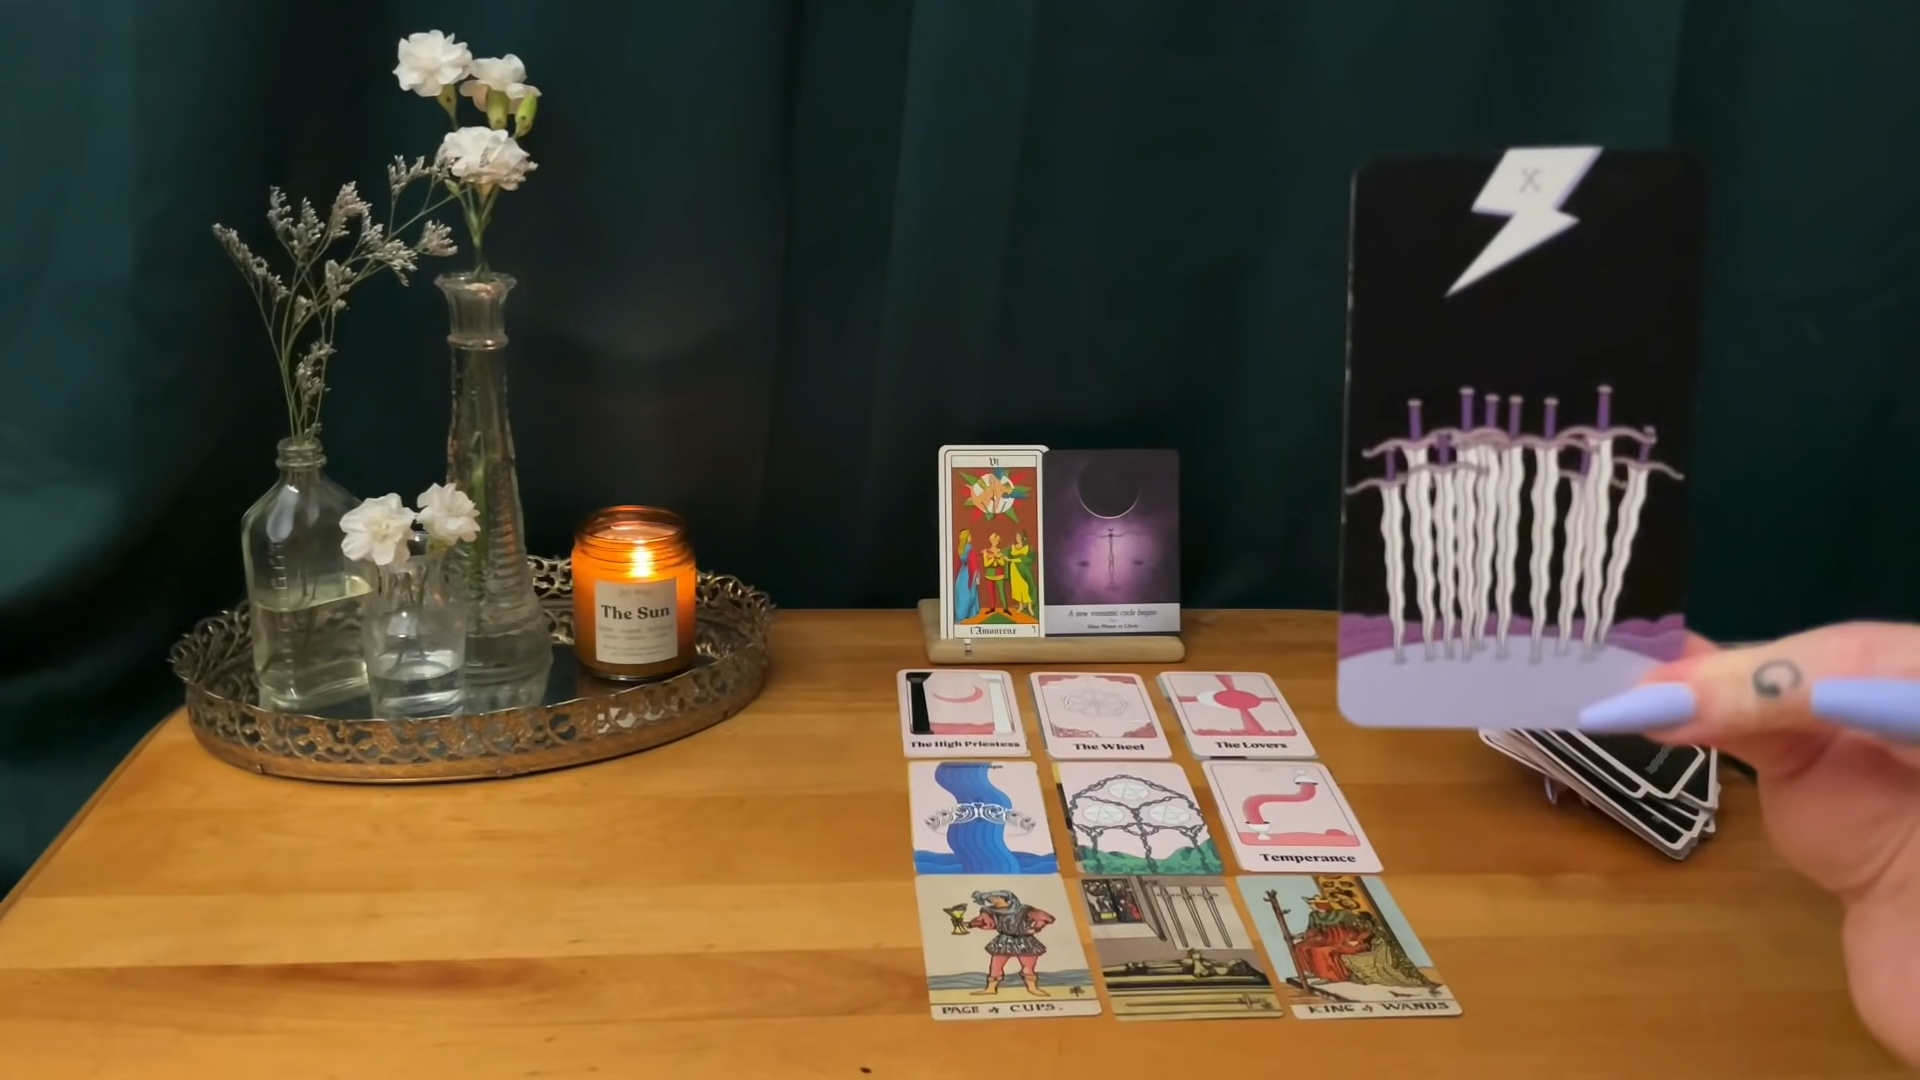 X
VI
l'Amoureux
A new romantic cycle begins
New Moon in Libra
The Sun
The High Priestess
The Wheel
The Lovers
Temperance
PAGE of CUPS.
KING of WANDS